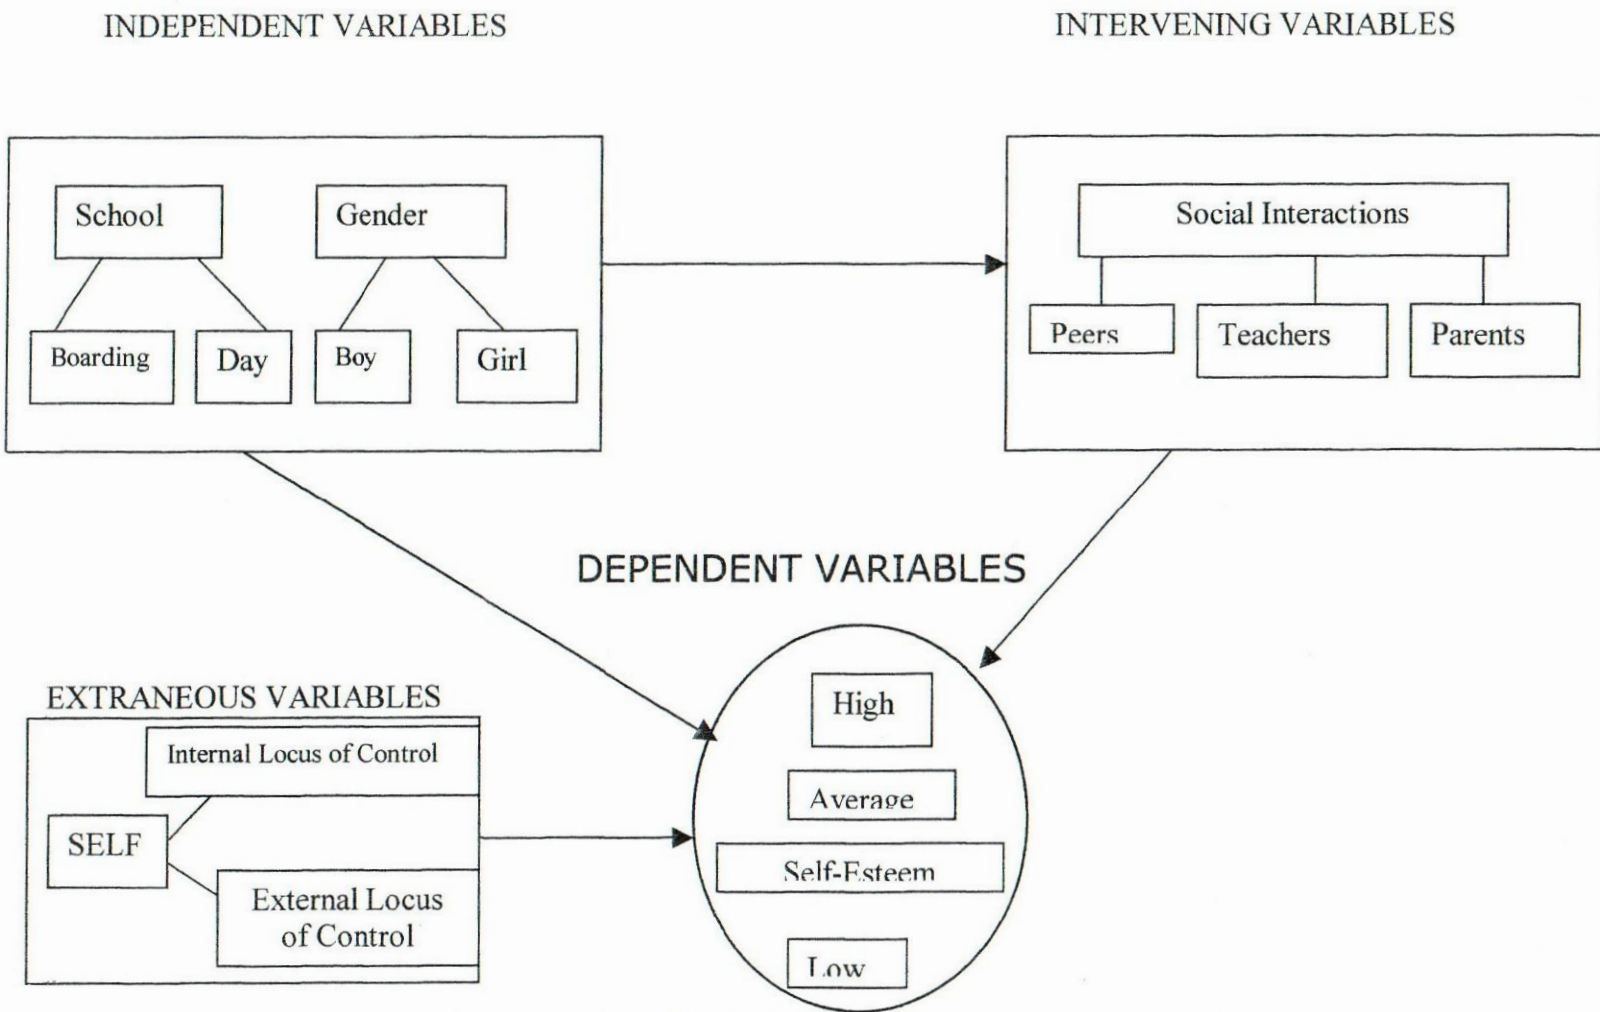 INDEPENDENT VARIABLES
INTERVENING VARIABLES
School
Gender
Boarding
Day
Boy
Girl
Social Interactions
Peers
Teachers
Parents
DEPENDENT VARIABLES
EXTRANEOUS VARIABLES
Internal Locus of Control
SELF
External Locus
of Control
High
Average
Self-Esteem
Low